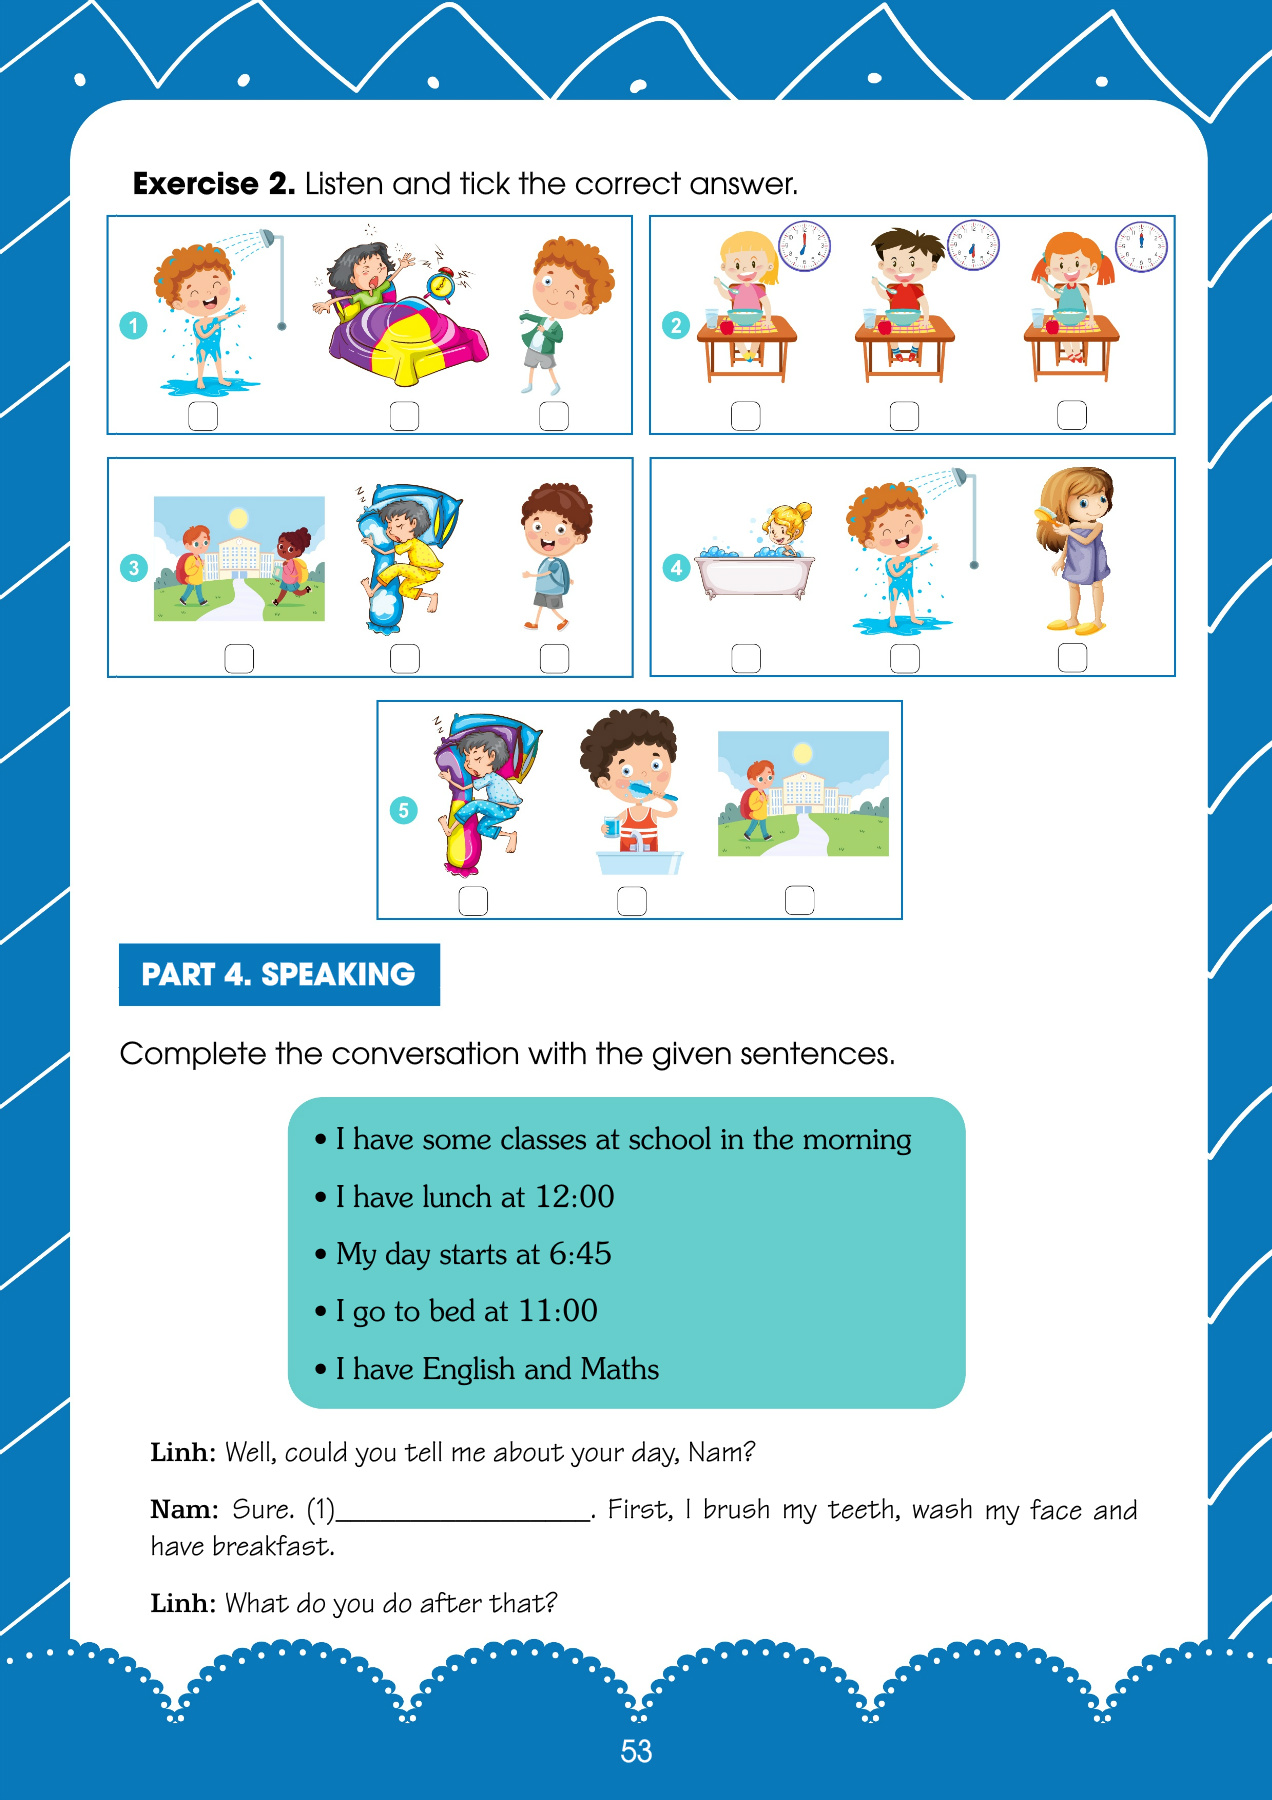 Exercise 2. Listen and tick the correct answer.
1
2
3
4
5
PART 4. SPEAKING
Complete the conversation with the given sentences.
• I have some classes at school in the morning
• I have lunch at 12:00
• My day starts at 6:45
• I go to bed at 11:00
• I have English and Maths
Linh: Well, could you tell me about your day, Nam?
Nam: Sure. (1)_________________. First, I brush my teeth, wash my face and
have breakfast.
Linh: What do you do after that?
53